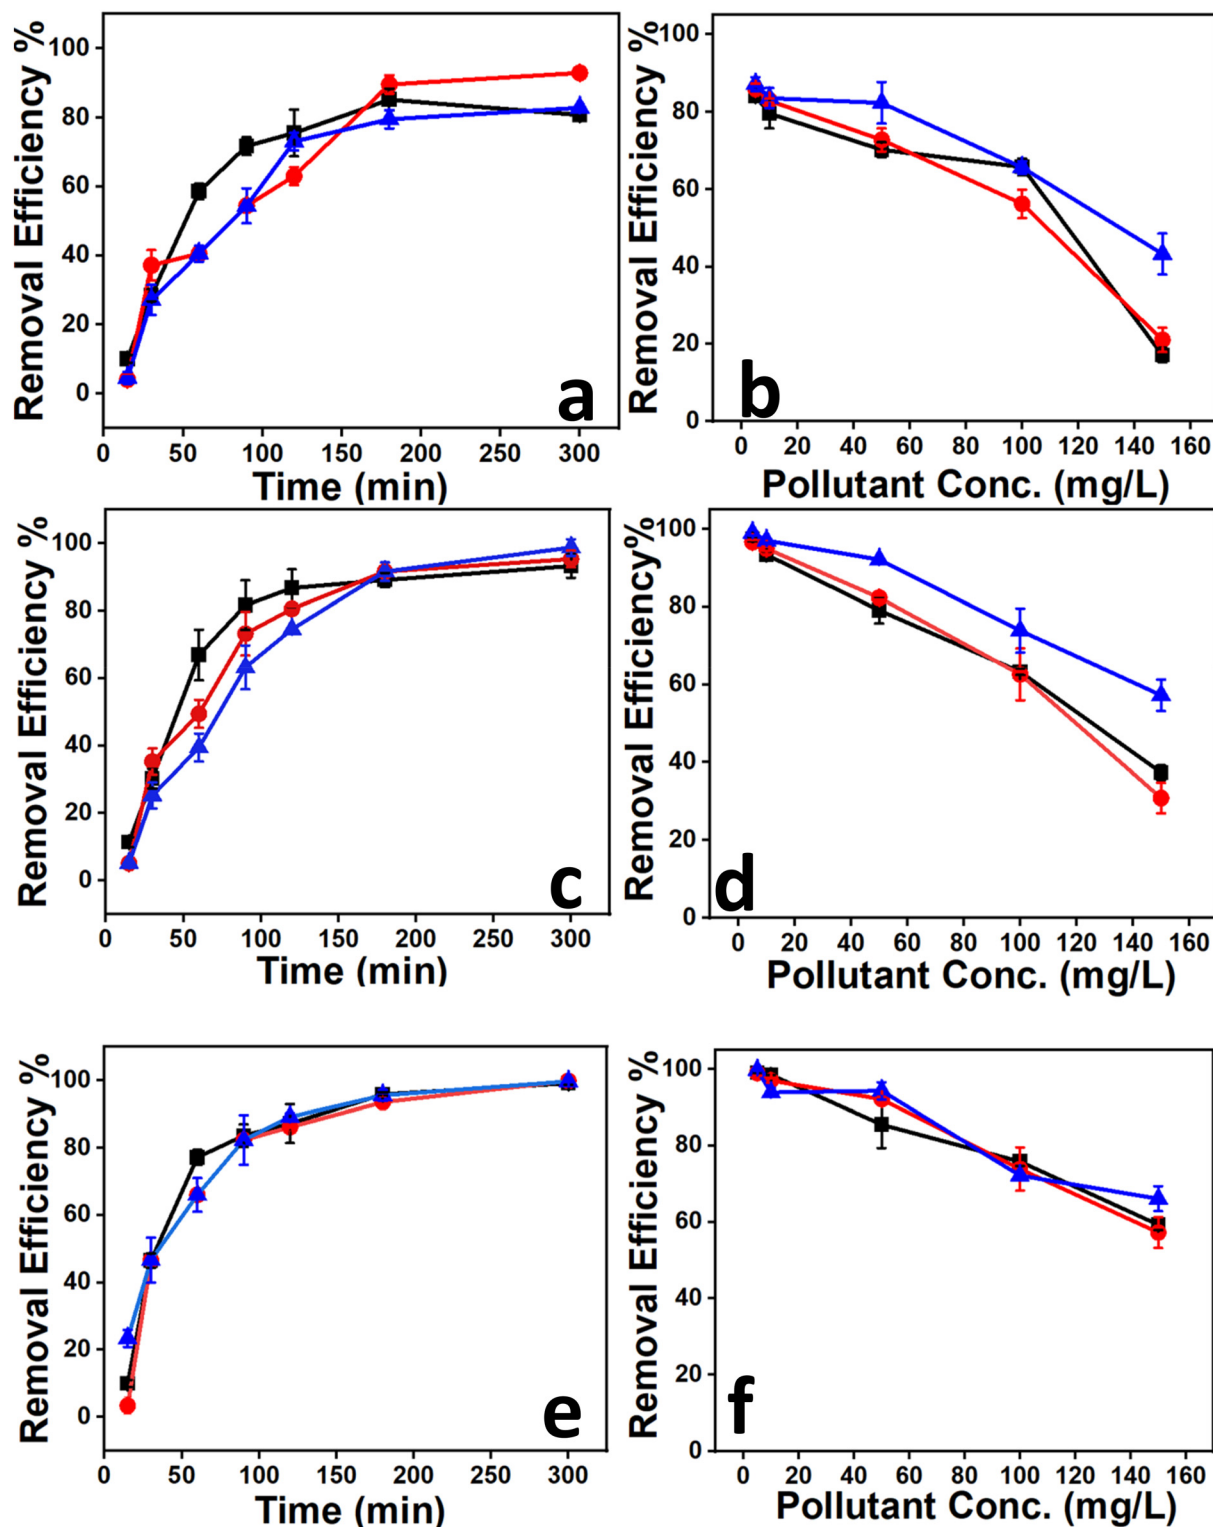 Removal Efficiency %
100
80
60
40
20
0
a
0 50 100 150 200 250 300
Time (min)
Removal Efficiency %
100
80
60
40
20
0
b
0 20 40 60 80 100 120 140 160
Pollutant Conc. (mg/L)
Removal Efficiency %
100
80
60
40
20
0
c
0 50 100 150 200 250 300
Time (min)
Removal Efficiency%
100
80
60
40
20
0
d
0 20 40 60 80 100 120 140 160
Pollutant Conc. (mg/L)
Removal Efficiency %
100
80
60
40
20
0
e
0 50 100 150 200 250 300
Time (min)
Removal Efficiency %
100
80
60
40
20
0
f
0 20 40 60 80 100 120 140 160
Pollutant Conc. (mg/L)